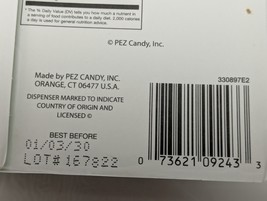 * The % Daily Value (DV) tells you how much a nutrient in
a serving of food contributes to a daily diet. 2,000 calories
a day is used for general nutrition advice.
© PEZ Candy, Inc.
Made by PEZ CANDY, INC.
ORANGE, CT 06477 U.S.A.
DISPENSER MARKED TO INDICATE
COUNTRY OF ORIGIN AND
LICENSED ©
330897E2
BEST BEFORE
01/03/30
LOT# 167822
0 73621 09243 3